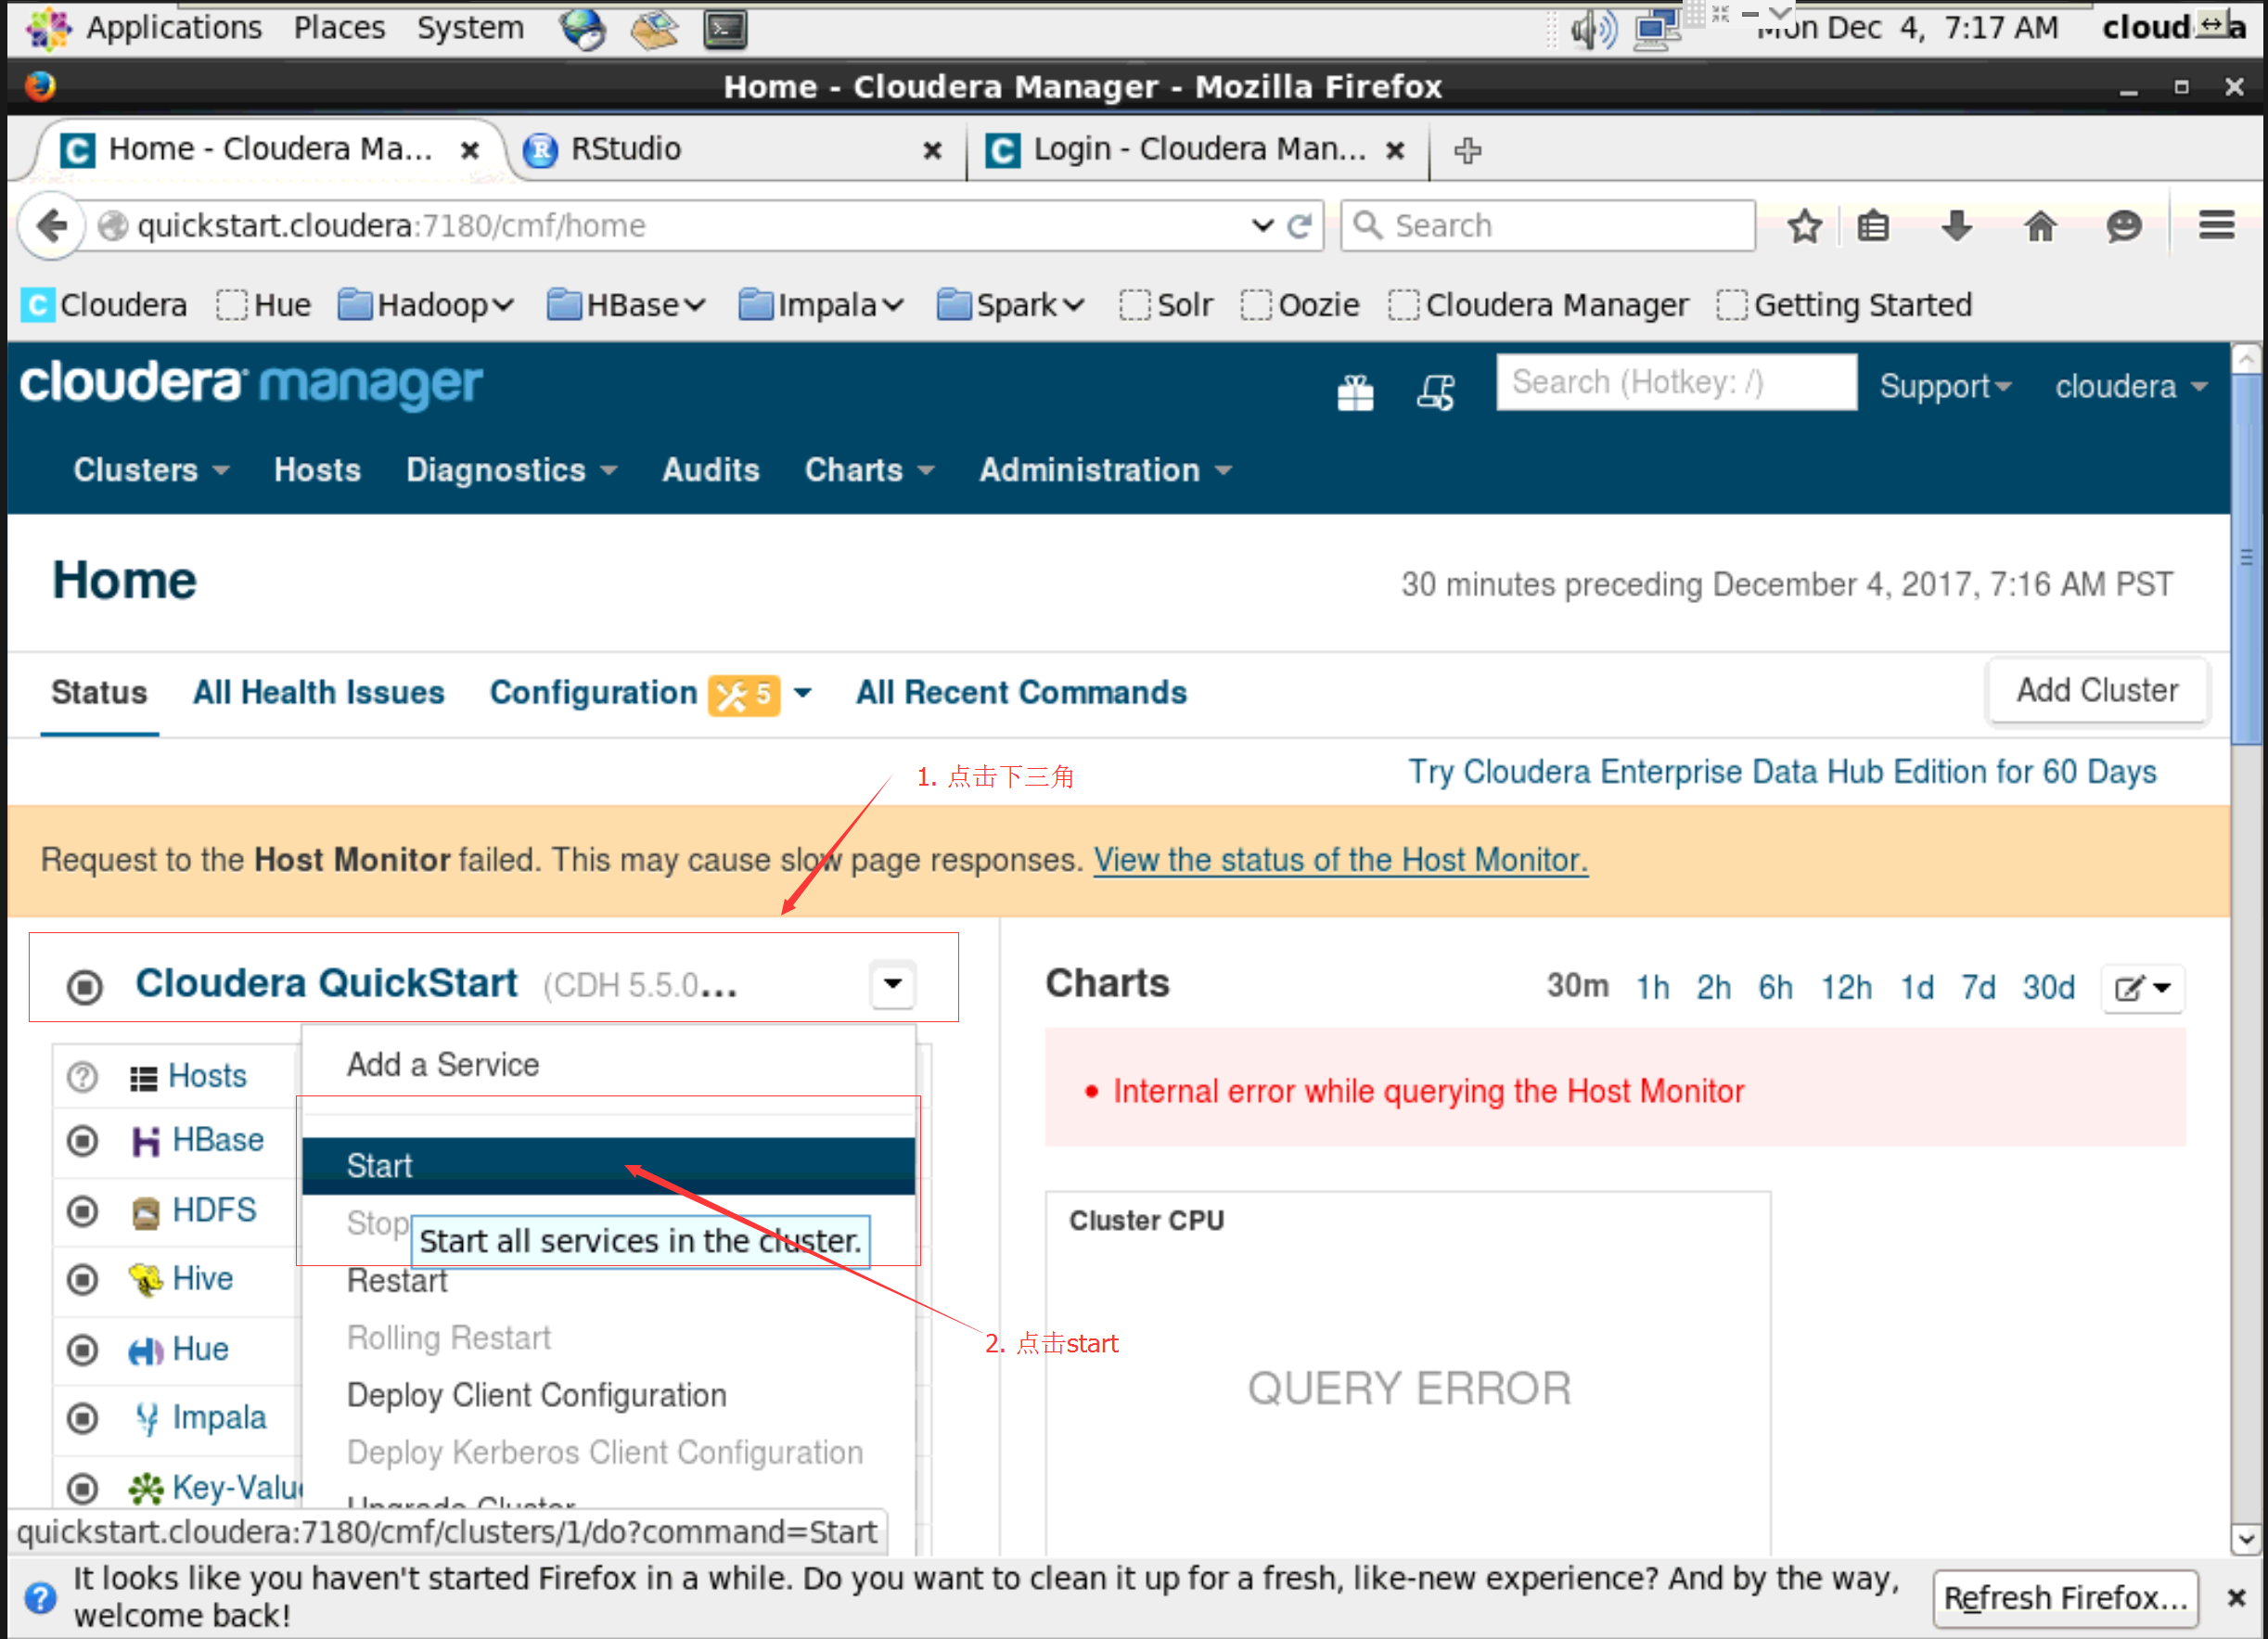 Applications Places System
Mon Dec 4, 7:17 AM
Home - Cloudera Manager - Mozilla Firefox
Home - Cloudera Ma...
RStudio
Login - Cloudera Man...
quickstart.cloudera:7180/cmf/home
Search
Cloudera Hue Hadoop HBase Impala Spark Solr Oozie Cloudera Manager Getting Started
cloudera manager
Search (Hotkey: /)
Support
cloudera
Clusters Hosts Diagnostics Audits Charts Administration
Home
30 minutes preceding December 4, 2017, 7:16 AM PST
Status All Health Issues Configuration 5 All Recent Commands
Add Cluster
1. 点击下三角
Try Cloudera Enterprise Data Hub Edition for 60 Days
Request to the Host Monitor failed. This may cause slow page responses. View the status of the Host Monitor.
Cloudera QuickStart (CDH 5.5.0...
Hosts
HBase
HDFS
Hive
Hue
Impala
Key-Valu
Add a Service
Start
Stop
Start all services in the cluster.
Restart
Rolling Restart
Deploy Client Configuration
Deploy Kerberos Client Configuration
Upgrade Cluster
2. 点击start
Charts
30m 1h 2h 6h 12h 1d 7d 30d
Internal error while querying the Host Monitor
Cluster CPU
QUERY ERROR
quickstart.cloudera:7180/cmf/clusters/1/do?command=Start
It looks like you haven't started Firefox in a while. Do you want to clean it up for a fresh, like-new experience? And by the way,
welcome back!
Refresh Firefox...